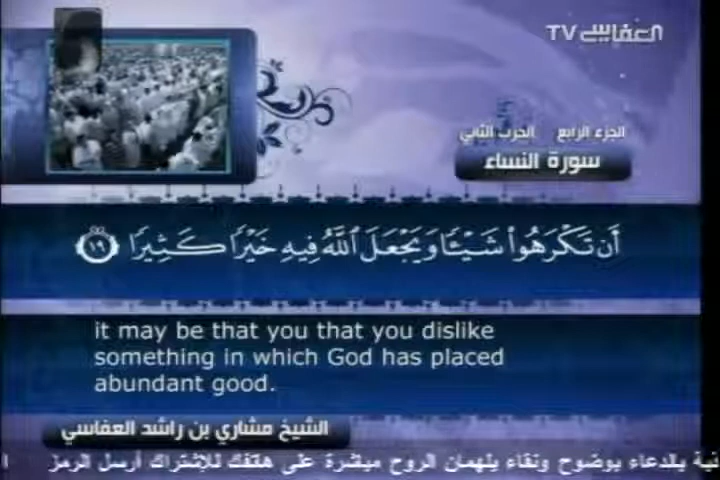 العفاسي TV
الجزء الرابع الحزب الثاني
سورة النساء
أَن تَكْرَهُوا۟ شَيْـًٔا وَيَجْعَلَ ٱللَّهُ فِيهِ خَيْرًا كَثِيرًا ١٩
it may be that you that you dislike
something in which God has placed
abundant good.
الشيخ مشاري بن راشد العفاسي
بالدعاء بوضوح ونقاء يلهمان الروح مباشرة على هاتفك للإشتراك أرسل الرمز